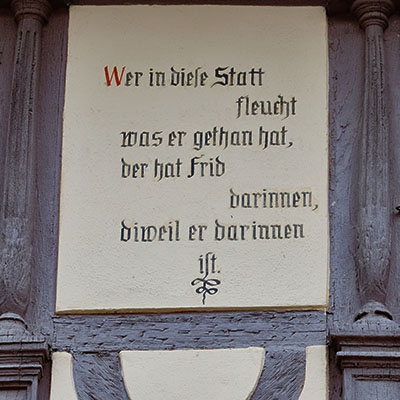 Wer in dieſe Statt
fleucht
was er gethan hat,
der hat Frid
darinnen,
diweil er darinnen
iſt.